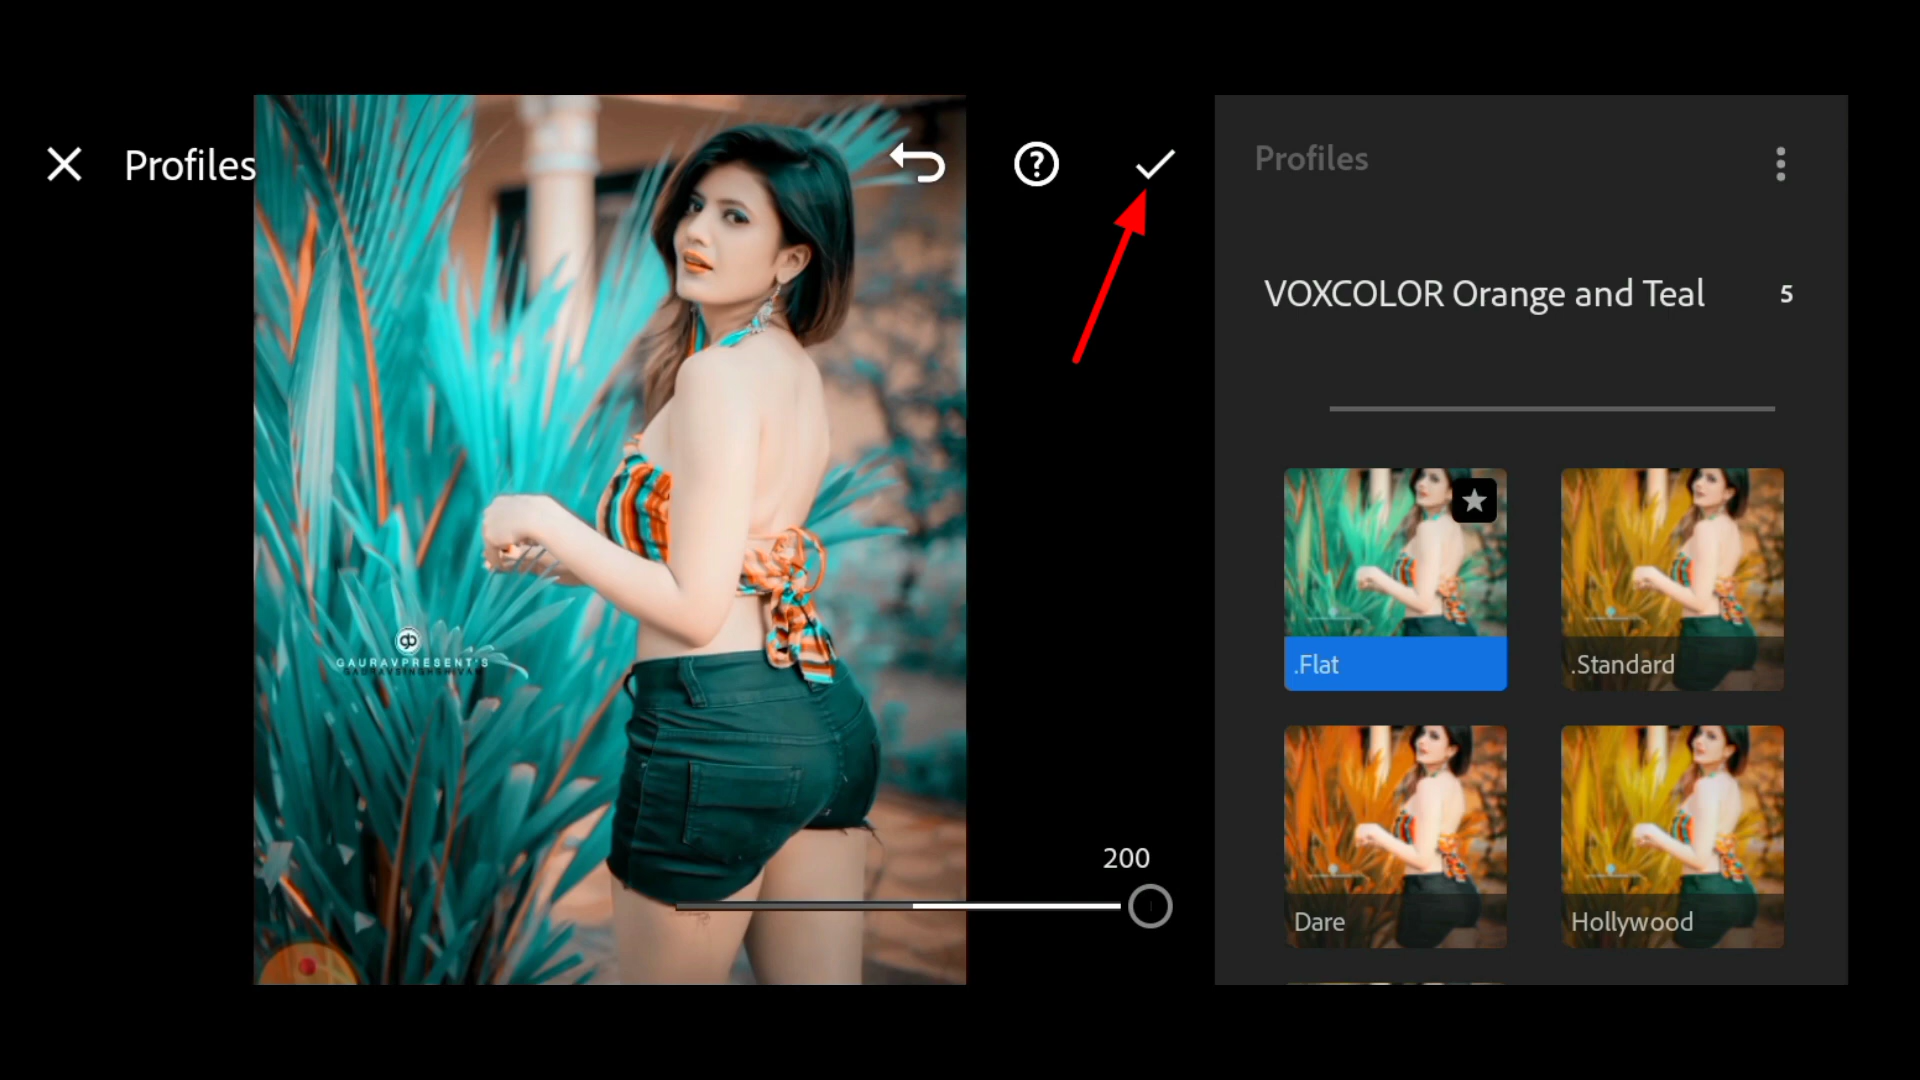 Profiles
Profiles
VOXCOLOR Orange and Teal 5
.Flat
.Standard
GAURAVPRESENT'S
200
Dare
Hollywood